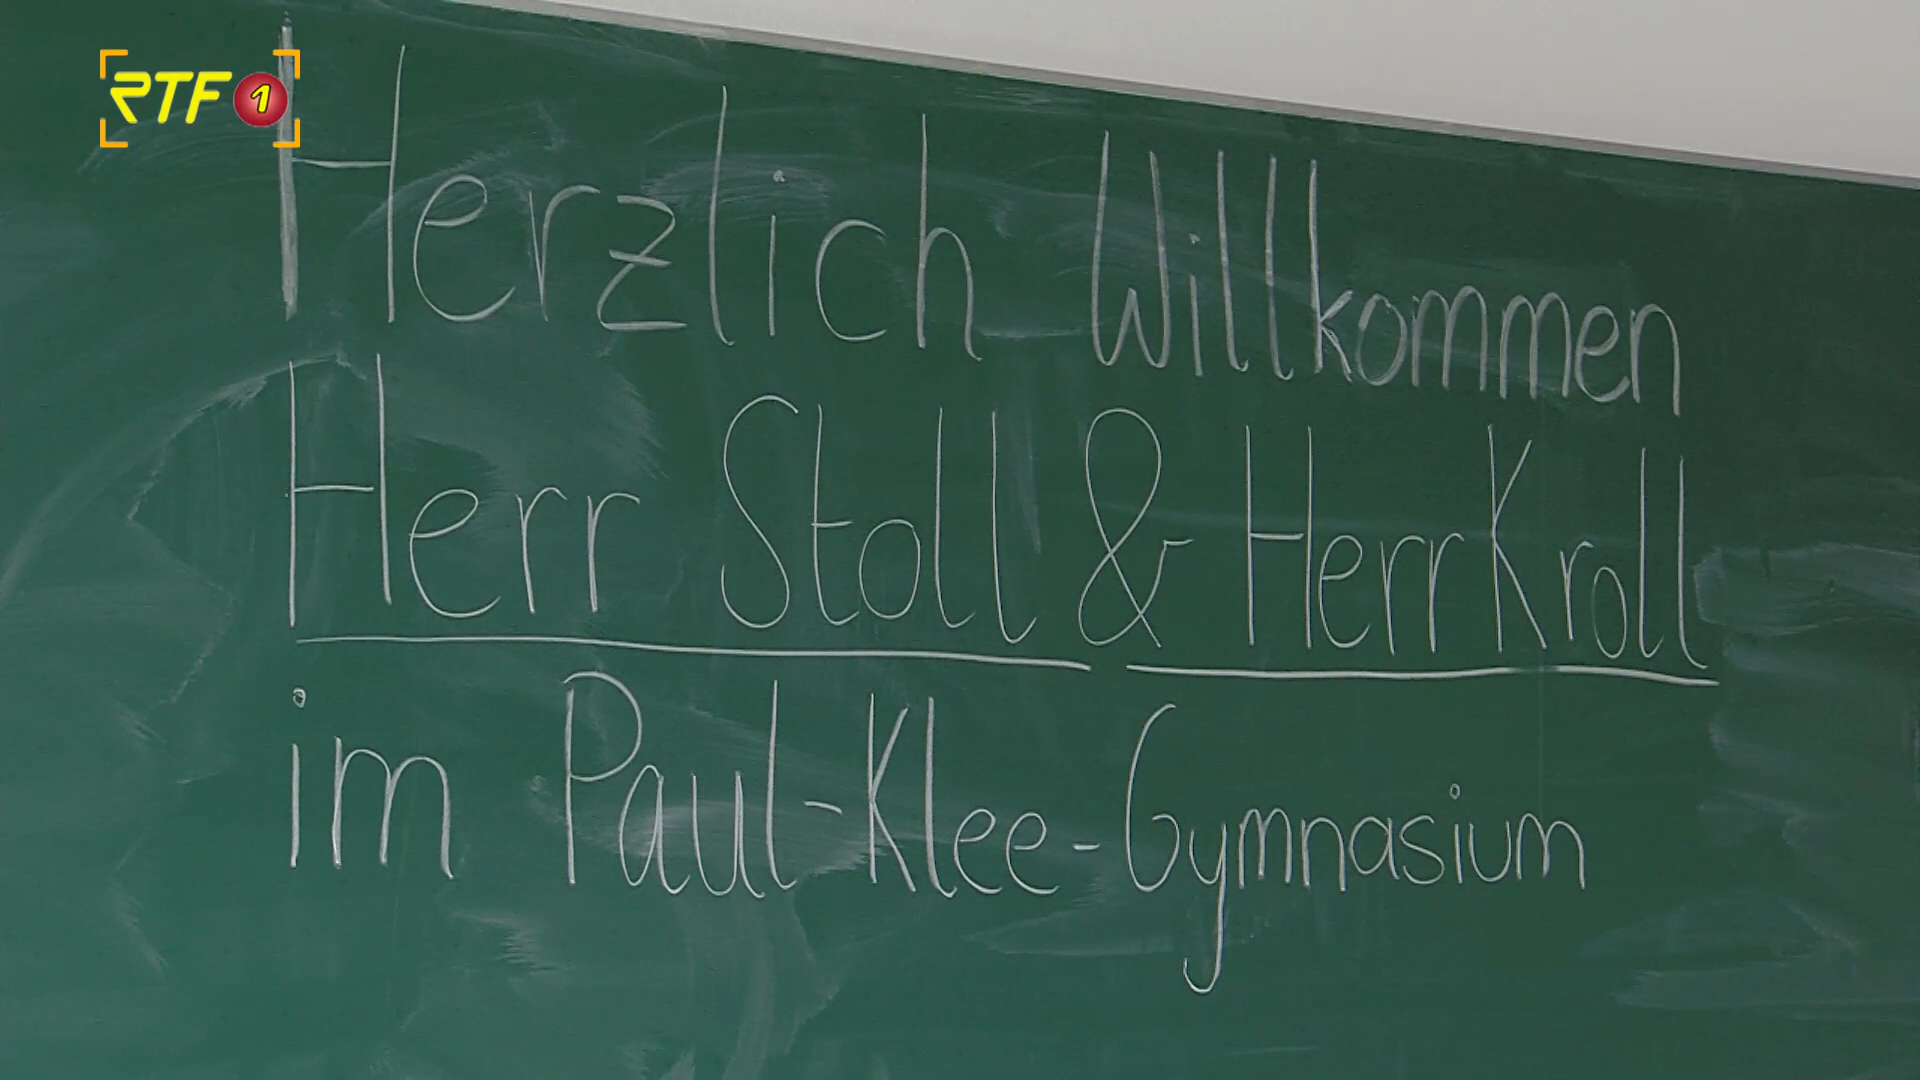 RTF 1
Herzlich Willkommen
Herr Stoll & Herr Kroll
im Paul-Klee-Gymnasium